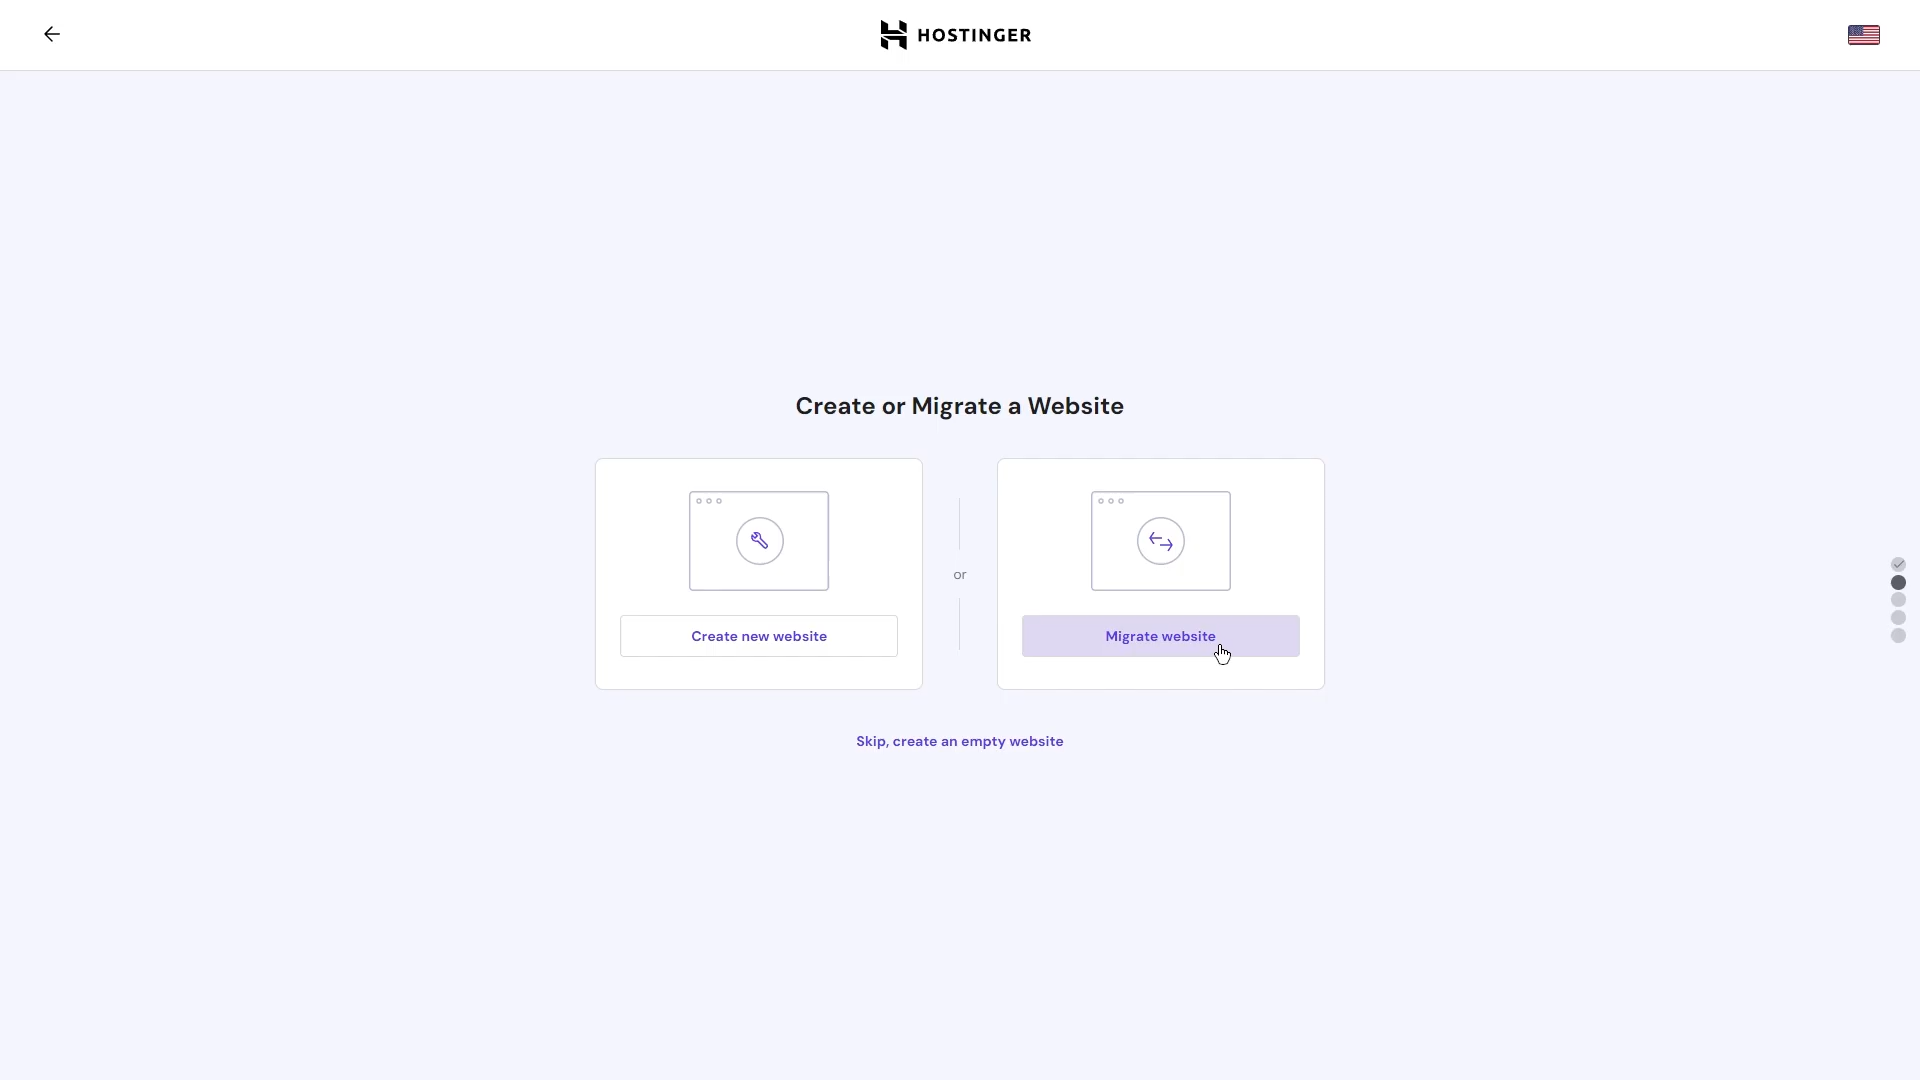 HOSTINGER
Create or Migrate a Website
Create new website
or
Migrate website
Skip, create an empty website